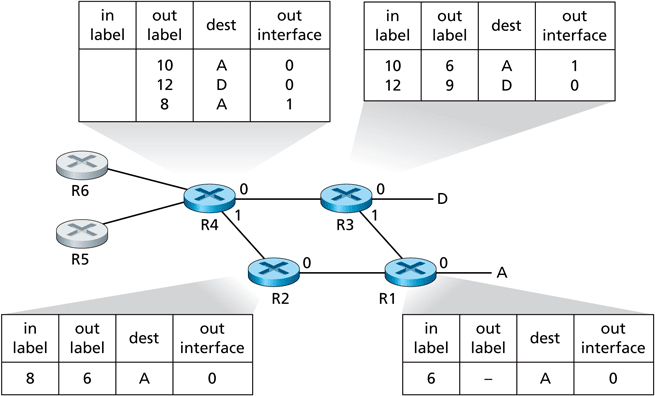 in label out label dest out interface
10 A 0
12 D 0
8 A 1
in label out label dest out interface
10 6 A 1
12 9 D 0
R6
0
0
D
R4
1
R3
1
R5
0
0
A
R2
R1
in label out label dest out interface
8 6 A 0
in label out label dest out interface
6 – A 0